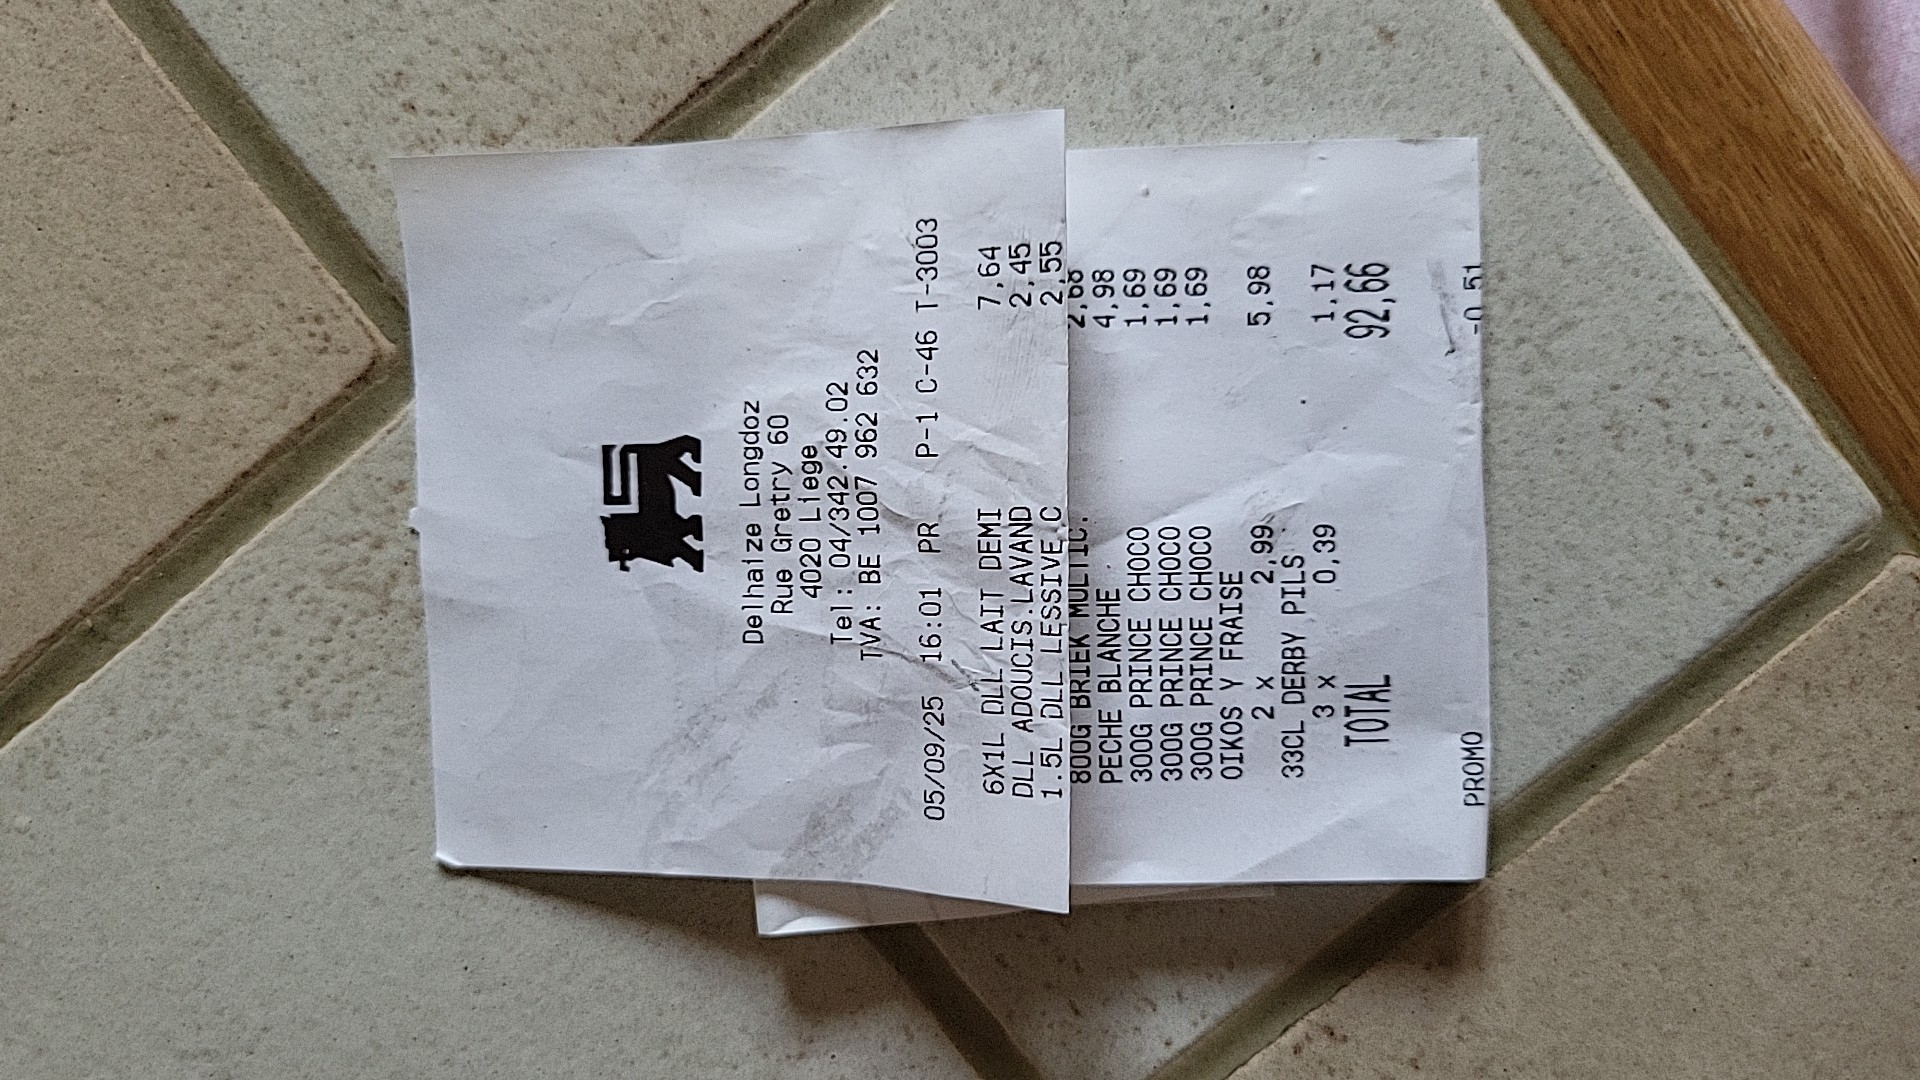 Delhaize Longdoz
Rue Gretry 60
4020 Liege
Tel: 04/342.49.02
TVA: BE 1007 962 632
05/09/25 16:01 PR P-1 C-46 T-3003
6X1L DLL LAIT DEMI 7,64
DLL ADOUCIS.LAVAND 2,45
1.5L DLL LESSIVE C 2,55
800G BRIEK MULTIC. 2,68
PECHE BLANCHE 4,98
300G PRINCE CHOCO 1,69
300G PRINCE CHOCO 1,69
300G PRINCE CHOCO 1,69
OIKOS Y FRAISE
2 X 2,99 5,98
33CL DERBY PILS
3 X 0,39 1,17
TOTAL 92,66
PROMO -0,51